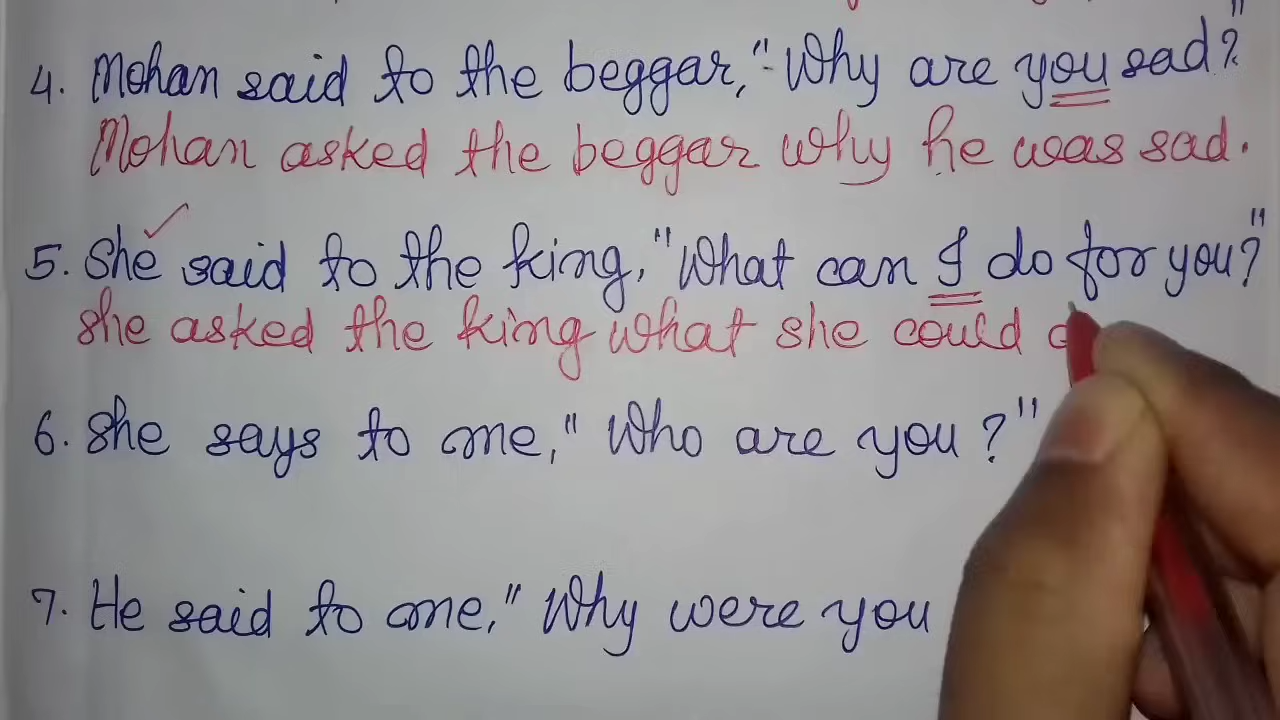 4. Mohan said to the beggar, "Why are you sad?"
Mohan asked the beggar why he was sad.
5. She said to the king, "What can I do for you?"
She asked the king what she could d
6. She says to me, "Who are you?"
7. He said to me, "Why were you